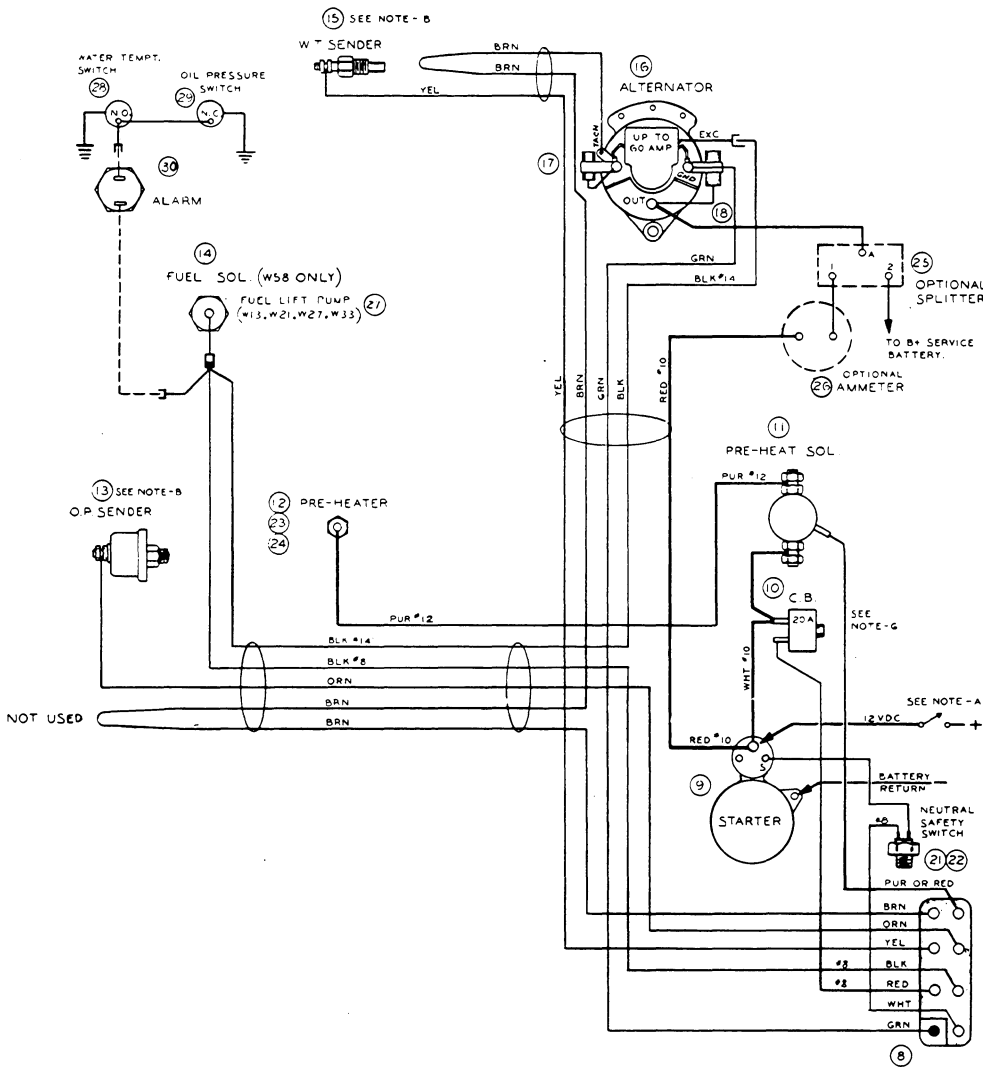 15 SEE NOTE - B
W T SENDER
BRN
BRN
YEL
WATER TEMPT.
SWITCH
28
OIL PRESSURE
SWITCH
29
N.O.
N.C.
30
ALARM
16
ALTERNATOR
TACH
UP TO
60 AMP
EXC
17
GND
OUT
18
GRN
BLK #14
A
1
2
25
OPTIONAL
SPLITTER
TO B+ SERVICE
BATTERY.
OPTIONAL
26 AMMETER
14
FUEL SOL. (W58 ONLY)
FUEL LIFT PUMP
(W13, W21, W27, W33)
27
YEL
BRN
GRN
BLK
RED #10
11
PRE-HEAT SOL.
PUR #12
13 SEE NOTE-B
O.P. SENDER
12 PRE-HEATER
23
24
10
C.B.
20A
SEE
NOTE-G
PUR #12
BLK #14
BLK #8
ORN
BRN
BRN
NOT USED
WHT #10
SEE NOTE - A
12 VDC
+
RED #10
S
9
BATTERY
RETURN
STARTER
#8
NEUTRAL
SAFETY
SWITCH
21 22
PUR OR RED
BRN
ORN
YEL
#8 BLK
#8 RED
WHT
GRN
8